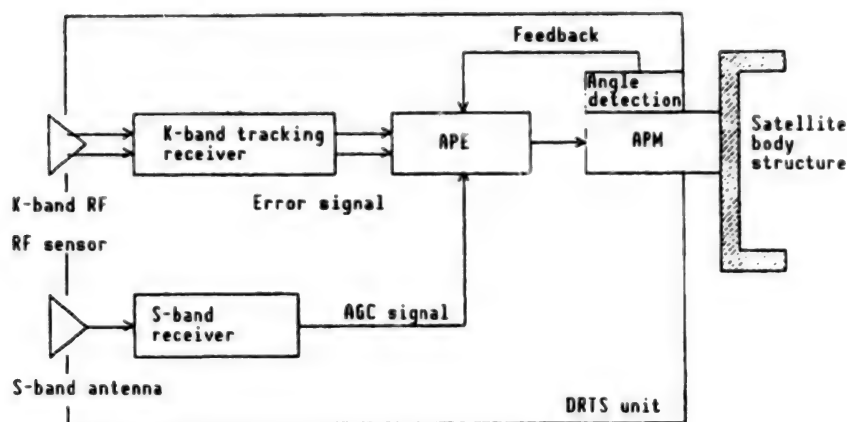 Feedback
Angle
detection
K-band tracking
receiver
APE
APM
Satellite
body
structure
K-band RF
Error signal
RF sensor
S-band
receiver
AGC signal
S-band antenna
DRTS unit